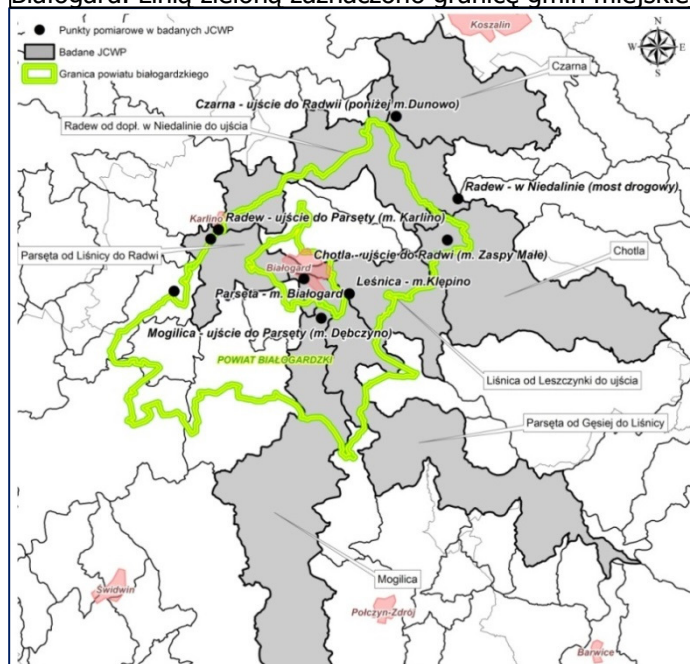 Białogard. Linią zieloną zaznaczono granicę gmin miejskie
Punkty pomiarowe w badanych JCWP
Badane JCWP
Granica powiatu białogardzkiego
Koszalin
N
W E
S
Czarna
Czarna - ujście do Radwii (poniżej m.Dunowo)
Radew od dopł. w Niedalinie do ujścia
Radew - w Niedalinie (most drogowy)
Karlino
Radew - ujście do Parsęty (m. Karlino)
Parsęta od Liśnicy do Radwi
Chotla - ujście do Radwi (m. Zaspy Małe)
Chotla
Białogard
Leśnica - m.Kłępino
Parsęta - m. Białogard
Mogilica - ujście do Parsęty (m. Dębczyno)
POWIAT BIAŁOGARDZKI
Liśnica od Leszczynki do ujścia
Parsęta od Gęsiej do Liśnicy
Mogilica
Świdwin
Połczyn-Zdrój
Barwice